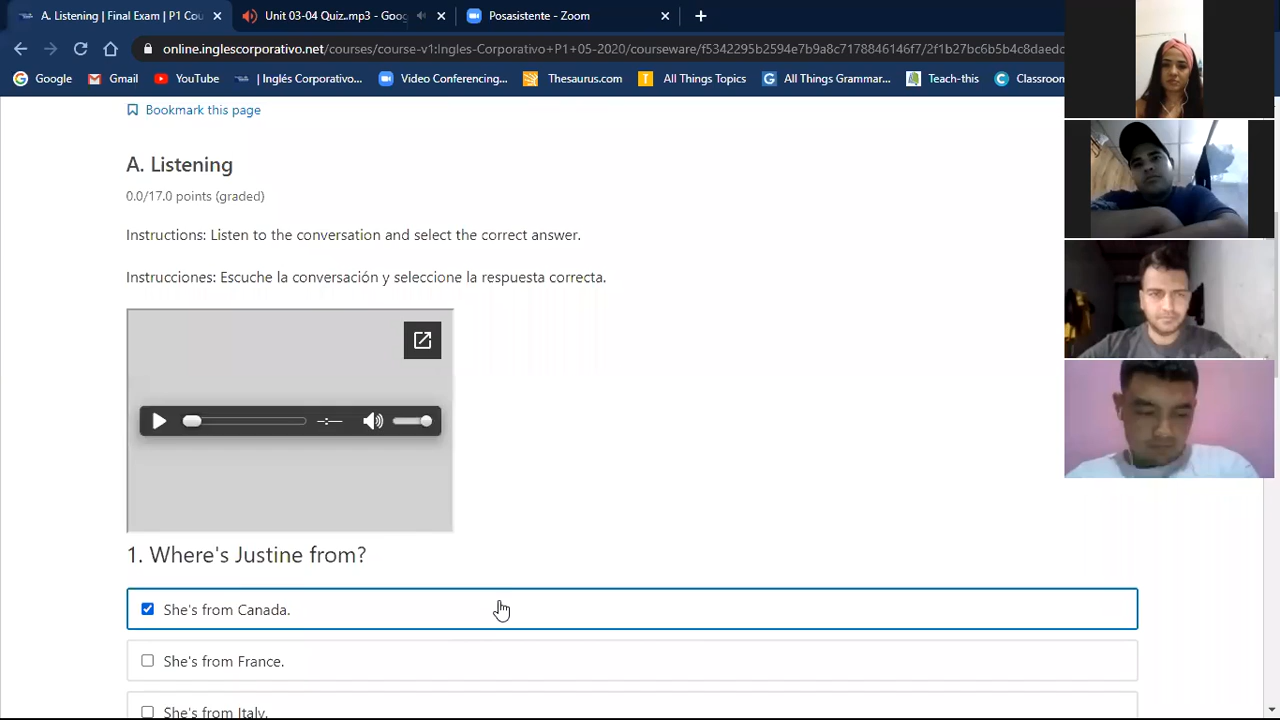 A. Listening | Final Exam | P1 Cou
Unit 03-04 Quiz..mp3 - Goo
Posasistente - Zoom
online.inglescorporativo.net/courses/course-v1:Ingles-Corporativo+P1+05-2020/courseware/f5342295b2594e7b9a8c7178846146f7/2f1b27bc6b5b4c8daedc
Google
Gmail
YouTube
| Inglés Corporativo...
Video Conferencing...
Thesaurus.com
All Things Topics
All Things Grammar...
Teach-this
Classroom
Bookmark this page
A. Listening
0.0/17.0 points (graded)
Instructions: Listen to the conversation and select the correct answer.
Instrucciones: Escuche la conversación y seleccione la respuesta correcta.
-:--
1. Where's Justine from?
She's from Canada.
She's from France.
She's from Italy.